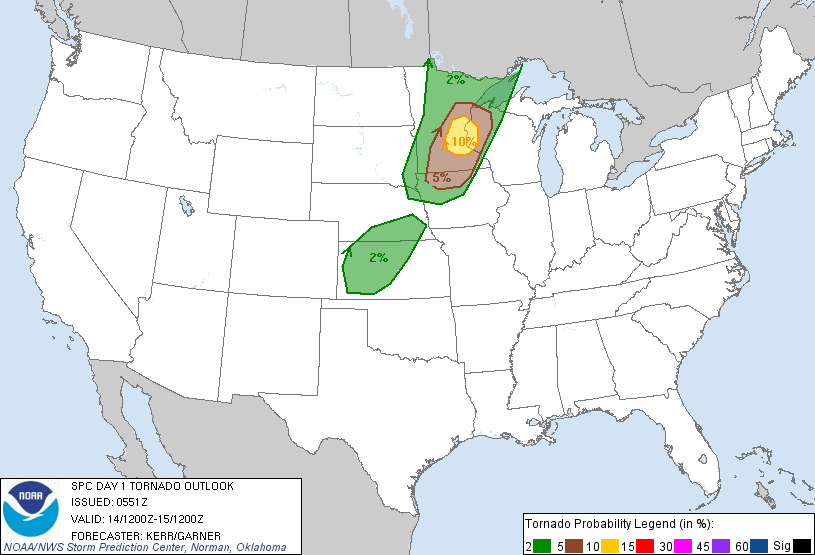 2%
10%
5%
2%
NOAA
SPC DAY 1 TORNADO OUTLOOK
ISSUED: 0551Z
VALID: 14/1200Z-15/1200Z
FORECASTER: KERR/GARNER
NOAA/NWS Storm Prediction Center, Norman, Oklahoma
Tornado Probability Legend (in %):
2 5 10 15 30 45 60 Sig